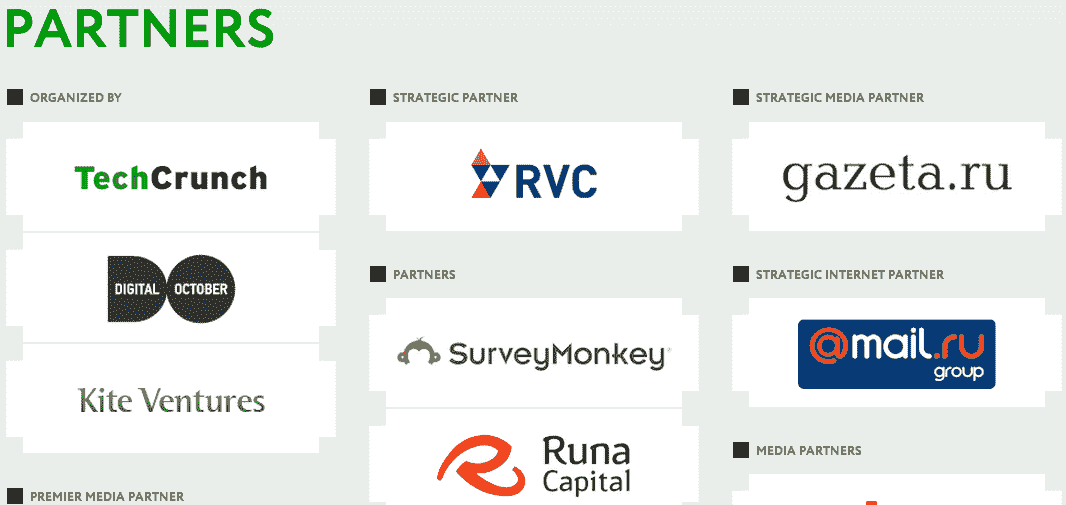 PARTNERS
ORGANIZED BY
TechCrunch
DIGITAL OCTOBER
Kite Ventures
PREMIER MEDIA PARTNER
STRATEGIC PARTNER
RVC
PARTNERS
SurveyMonkey
Runa
Capital
STRATEGIC MEDIA PARTNER
gazeta.ru
STRATEGIC INTERNET PARTNER
@mail.ru
group
MEDIA PARTNERS